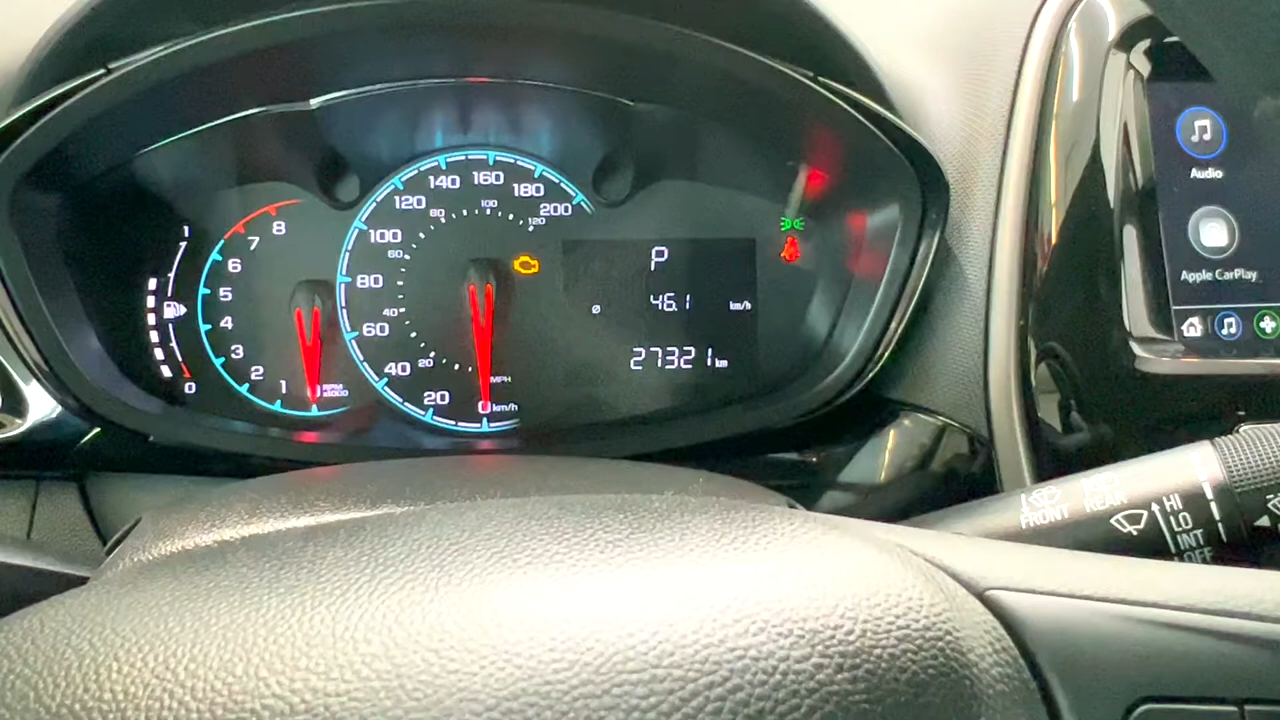 1
0
8
7
6
5
4
3
2
1
0
RPM
x1000
200
180
160
140
120
100
80
60
40
20
0 km/h
120
100
80
60
40
20
MPH
P
ø 46.1 km/h
27321 km
Audio
Apple CarPlay
FRONT
REAR
HI
LO
INT
OFF